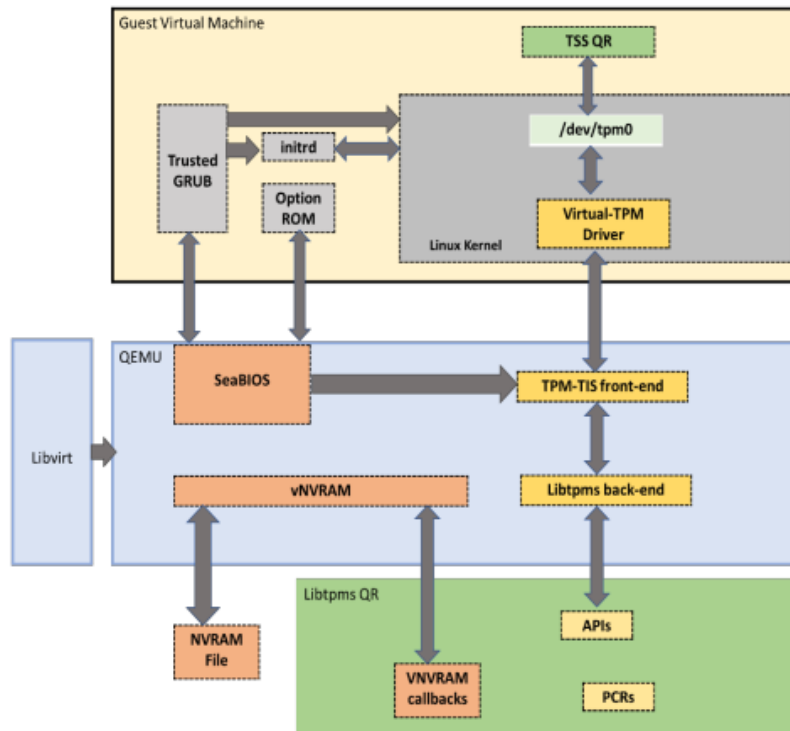 Guest Virtual Machine
TSS QR
/dev/tpm0
Trusted
GRUB
initrd
Option
ROM
Virtual-TPM
Driver
Linux Kernel
QEMU
SeaBIOS
TPM-TIS front-end
Libvirt
vNVRAM
Libtpms back-end
Libtpms QR
APIs
NVRAM
File
VNVRAM
callbacks
PCRs